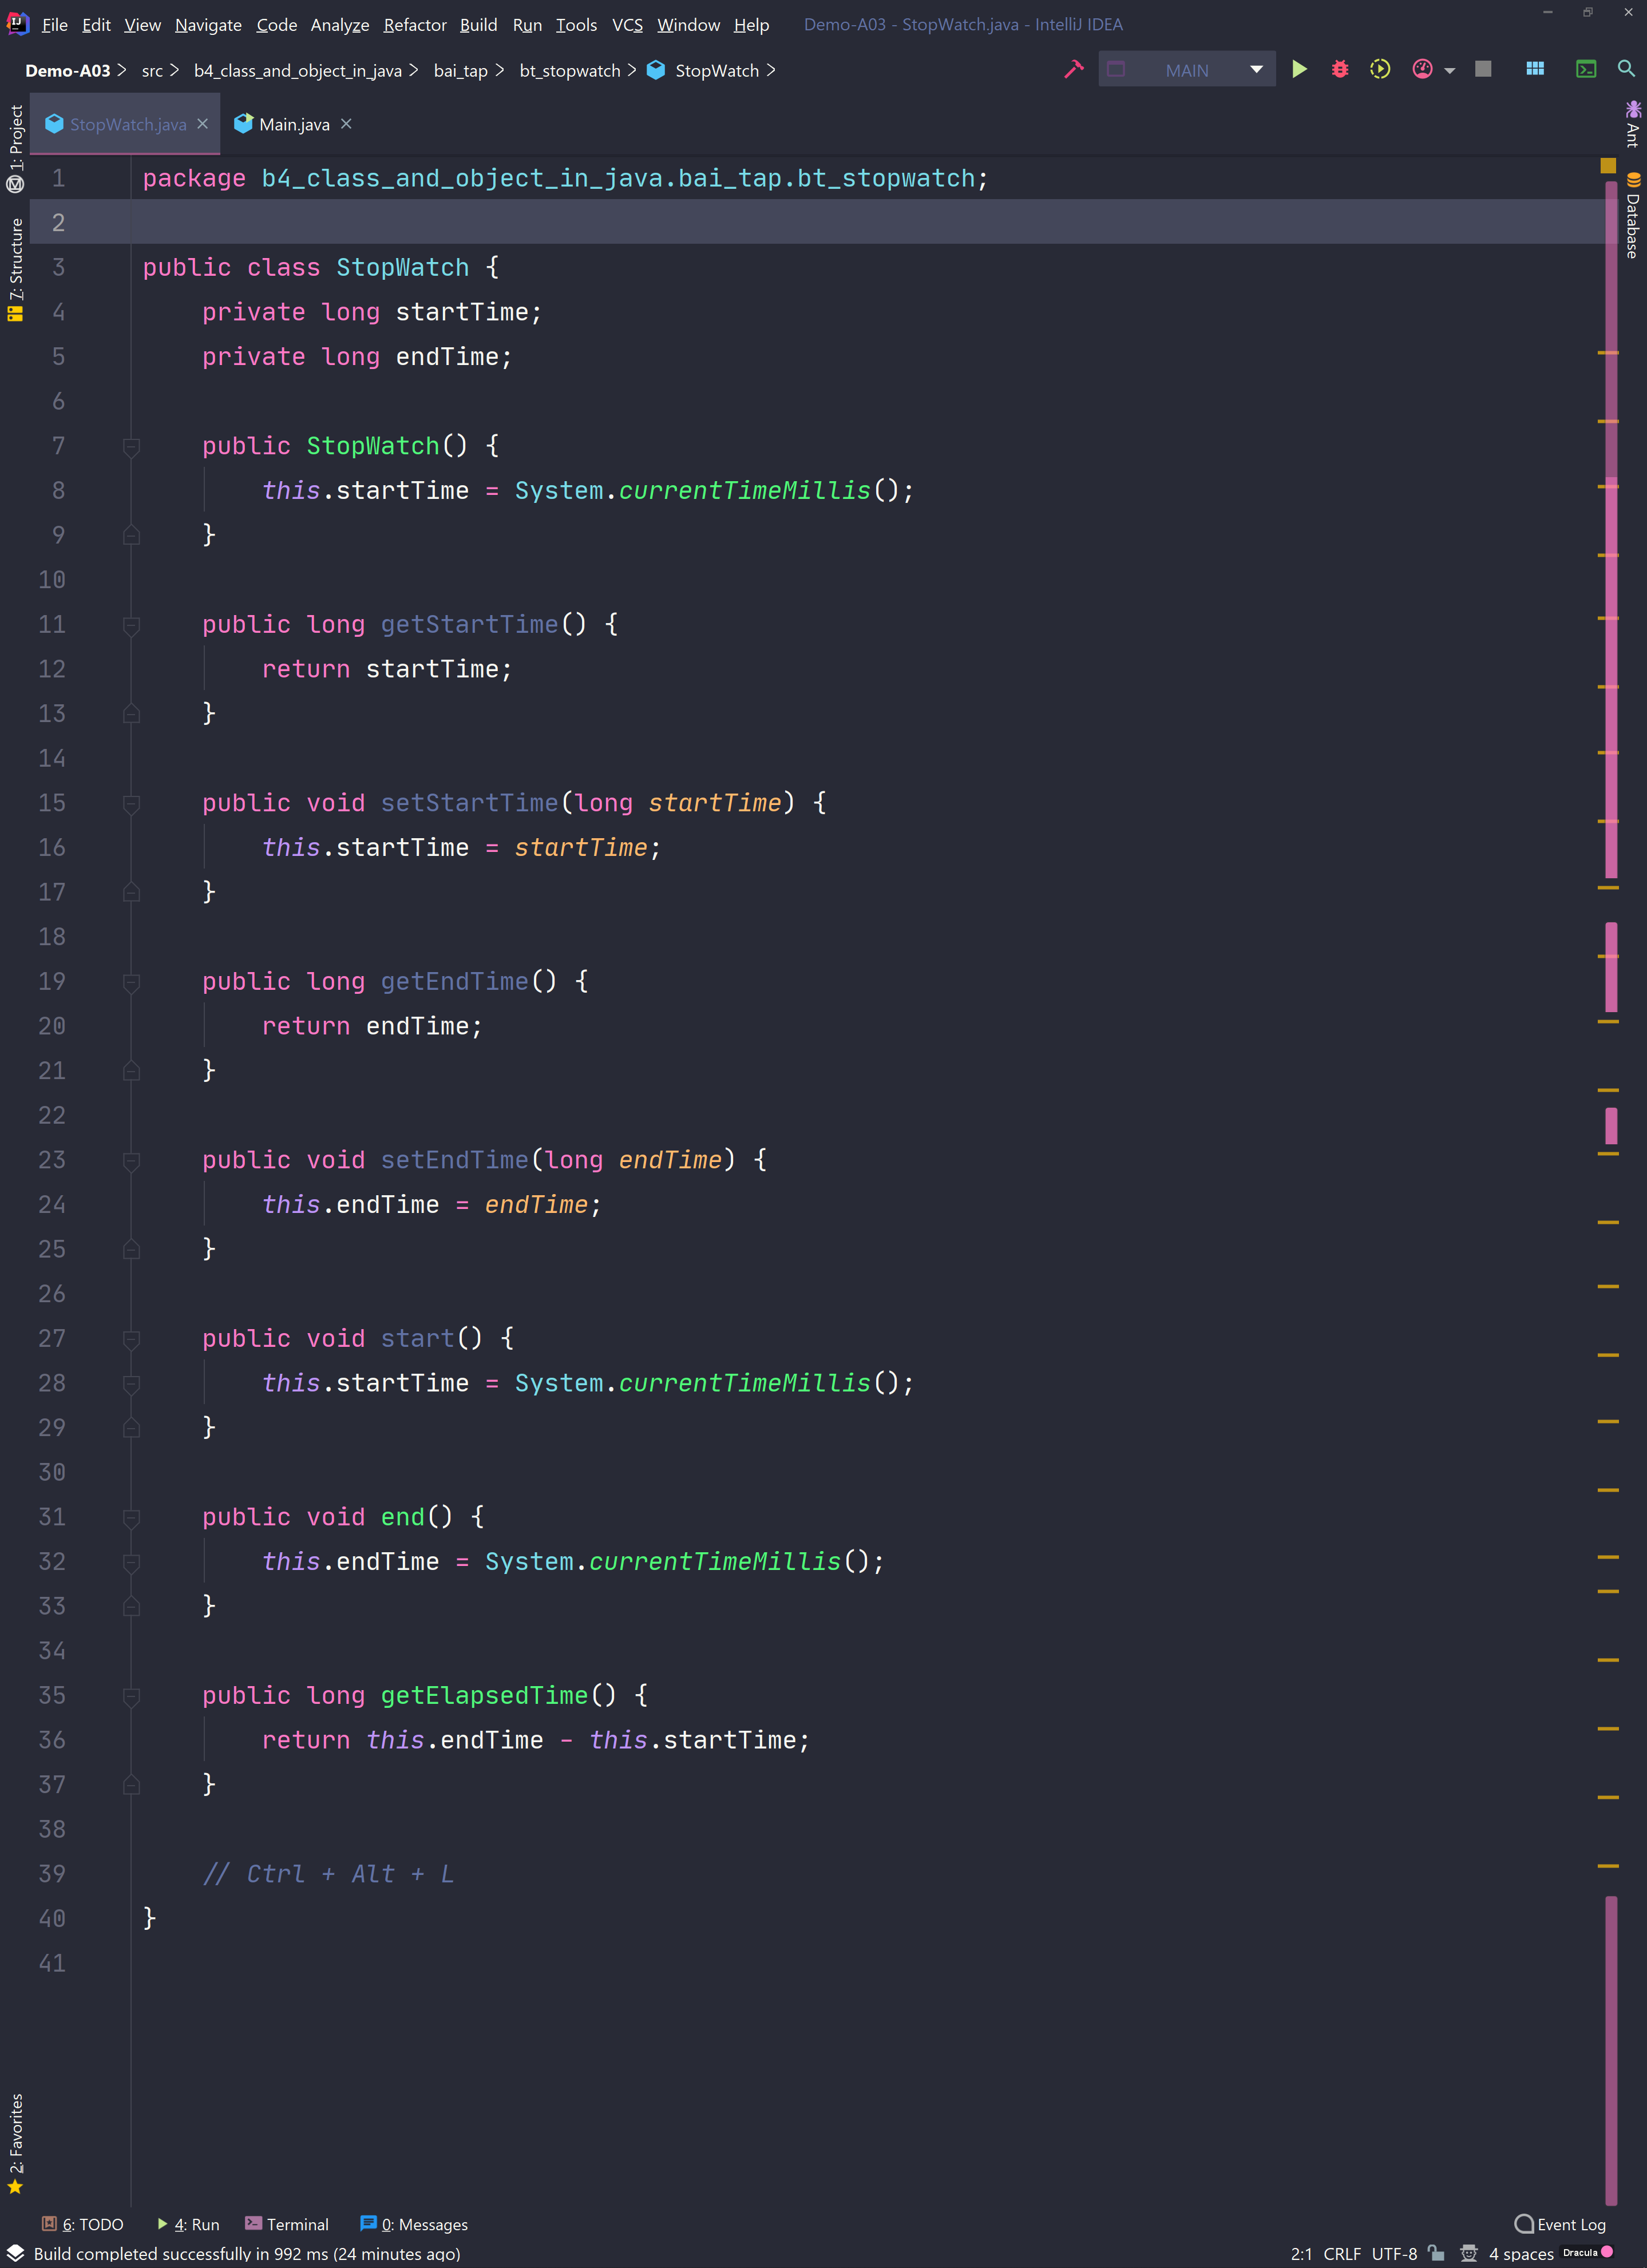 File Edit View Navigate Code Analyze Refactor Build Run Tools VCS Window Help Demo-A03 - StopWatch.java - IntelliJ IDEA
Demo-A03 src b4_class_and_object_in_java bai_tap bt_stopwatch StopWatch MAIN
StopWatch.java Main.java
1: Project
7: Structure
2: Favorites
Ant
Database
1 package b4_class_and_object_in_java.bai_tap.bt_stopwatch;
2
3 public class StopWatch {
4     private long startTime;
5     private long endTime;
6
7     public StopWatch() {
8         this.startTime = System.currentTimeMillis();
9     }
10
11     public long getStartTime() {
12         return startTime;
13     }
14
15     public void setStartTime(long startTime) {
16         this.startTime = startTime;
17     }
18
19     public long getEndTime() {
20         return endTime;
21     }
22
23     public void setEndTime(long endTime) {
24         this.endTime = endTime;
25     }
26
27     public void start() {
28         this.startTime = System.currentTimeMillis();
29     }
30
31     public void end() {
32         this.endTime = System.currentTimeMillis();
33     }
34
35     public long getElapsedTime() {
36         return this.endTime - this.startTime;
37     }
38
39     // Ctrl + Alt + L
40 }
41
6: TODO 4: Run Terminal 0: Messages Event Log
Build completed successfully in 992 ms (24 minutes ago) 2:1 CRLF UTF-8 4 spaces Dracula